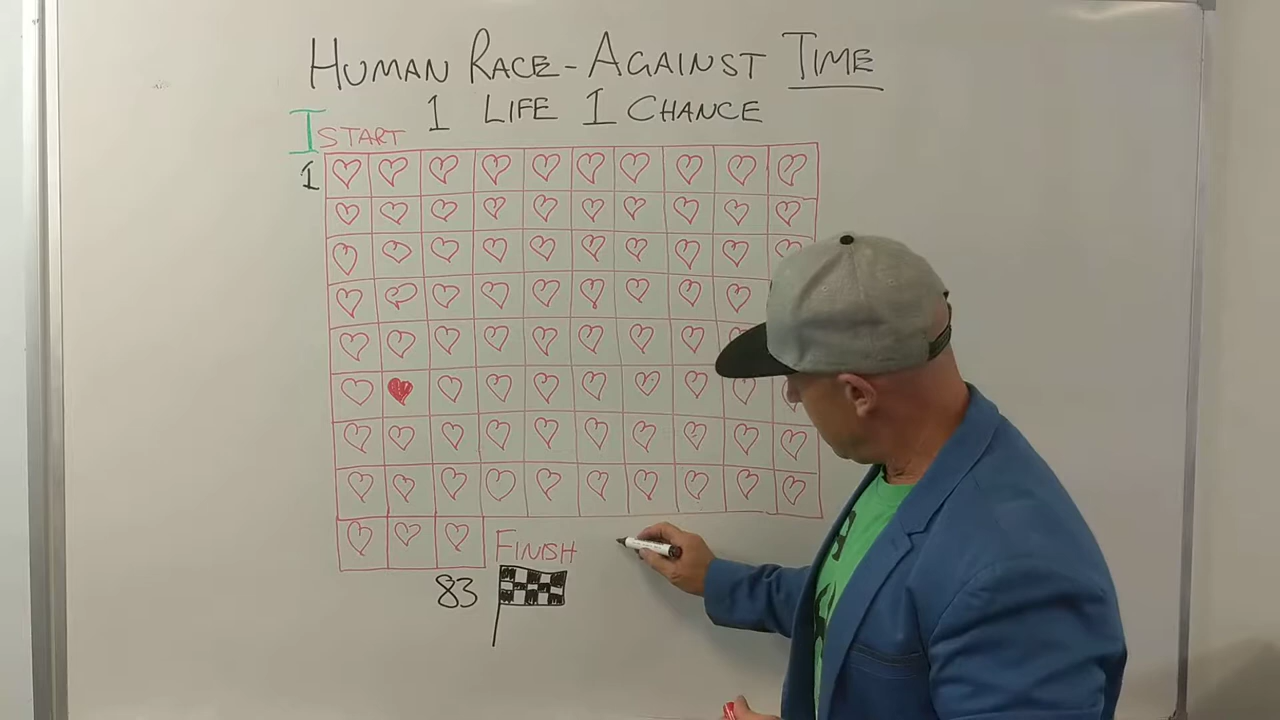 HUMAN RACE - AGAINST TIME
1 LIFE 1 CHANCE
I START
1
FINISH
83